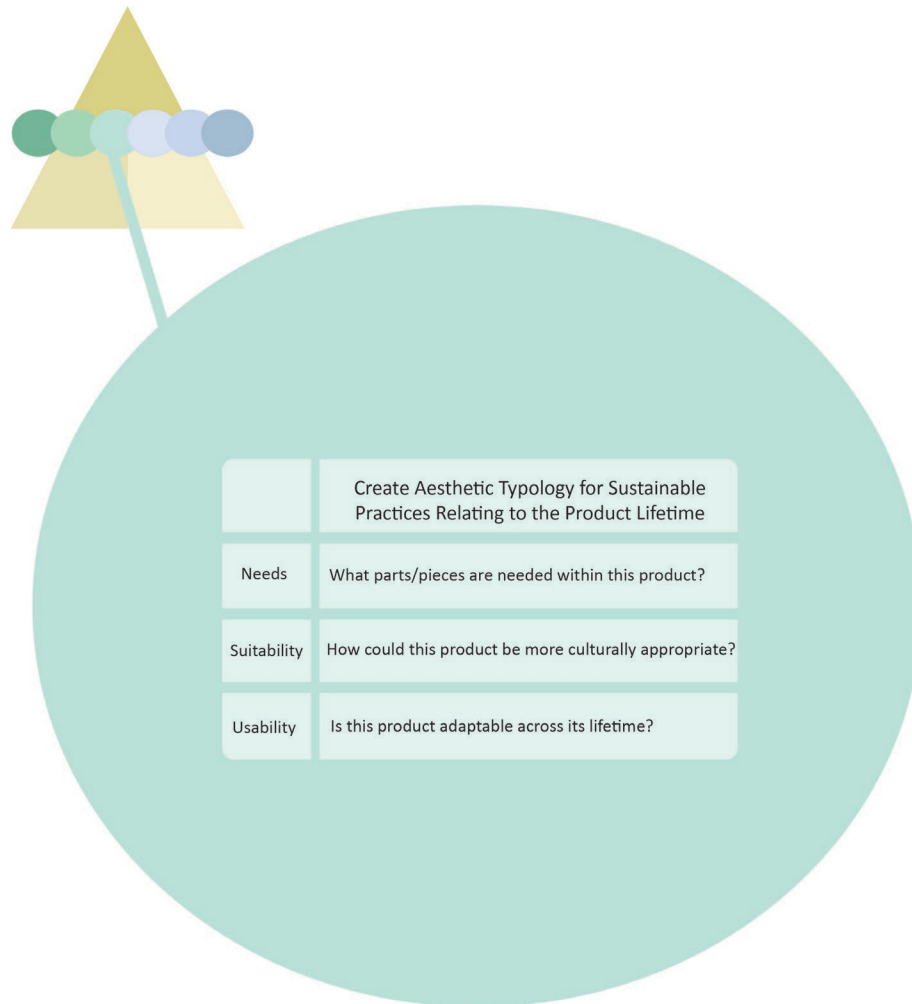 Create Aesthetic Typology for Sustainable
Practices Relating to the Product Lifetime
Needs
What parts/pieces are needed within this product?
Suitability
How could this product be more culturally appropriate?
Usability
Is this product adaptable across its lifetime?